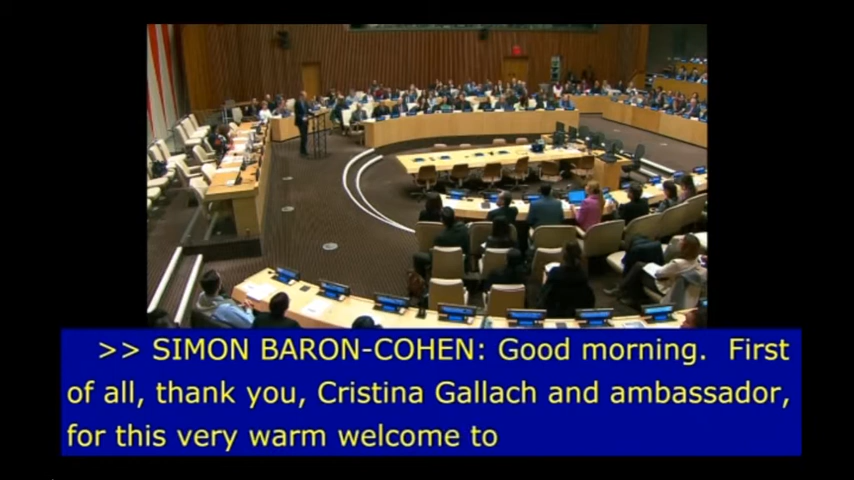 >> SIMON BARON-COHEN: Good morning. First
of all, thank you, Cristina Gallach and ambassador,
for this very warm welcome to